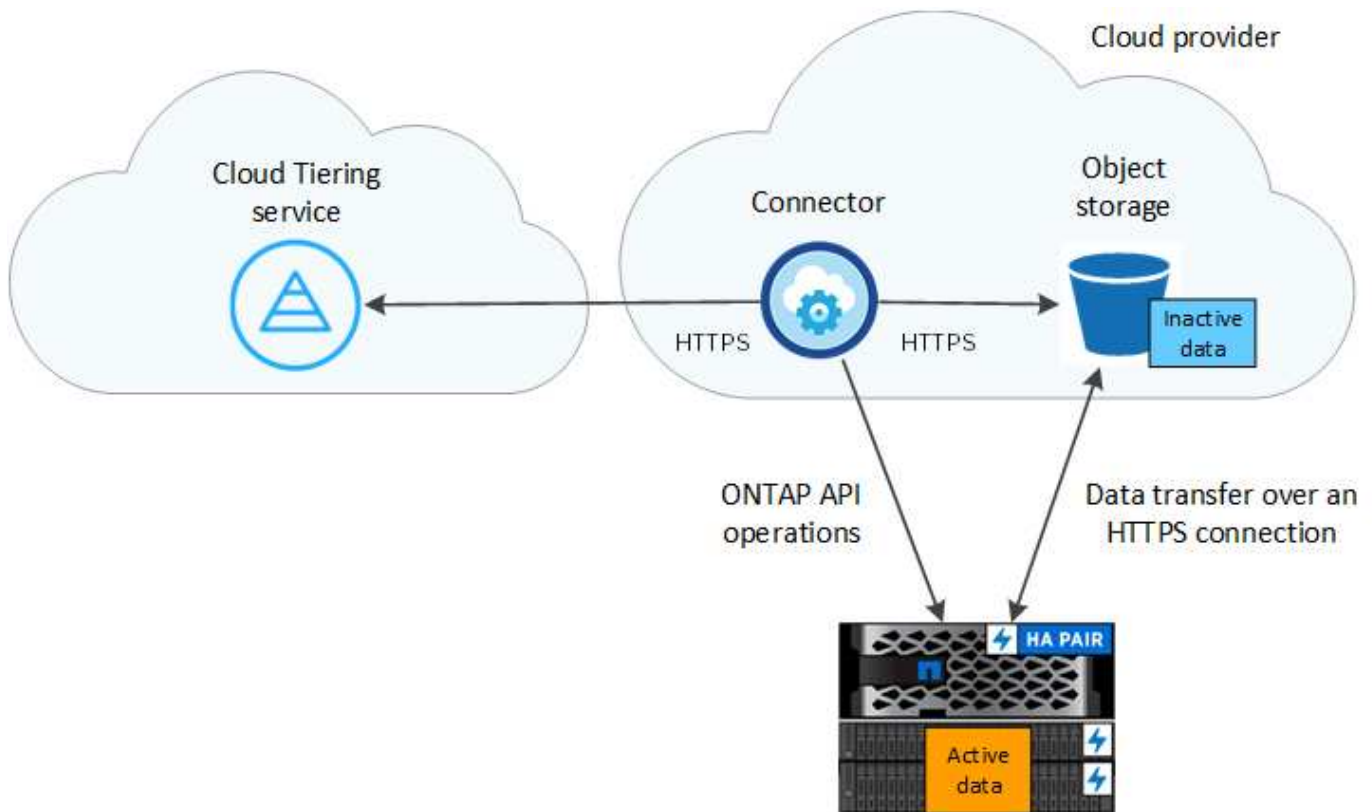 Cloud provider
Cloud Tiering
service
Connector
Object
storage
Inactive
data
HTTPS
HTTPS
ONTAP API
operations
Data transfer over an
HTTPS connection
HA PAIR
Active
data